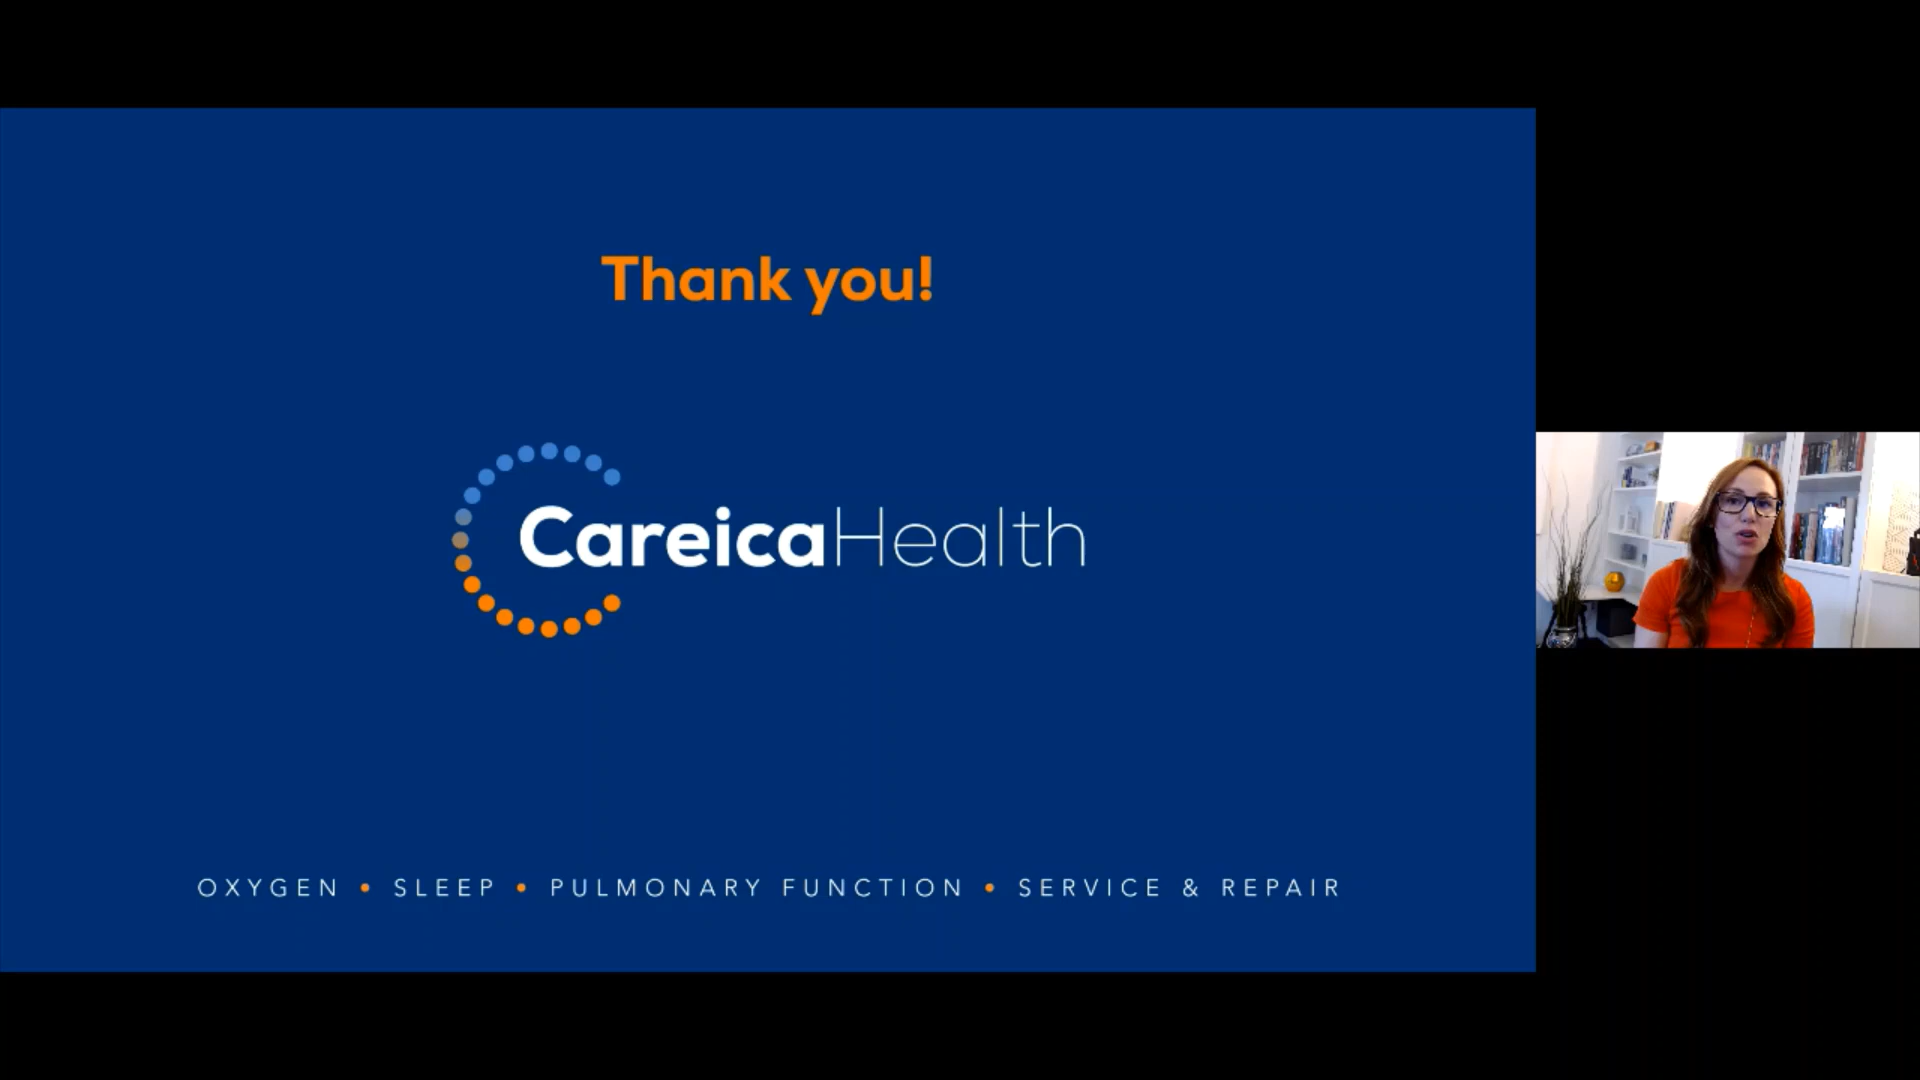 Thank you!
CareicaHealth
OXYGEN • SLEEP • PULMONARY FUNCTION • SERVICE & REPAIR